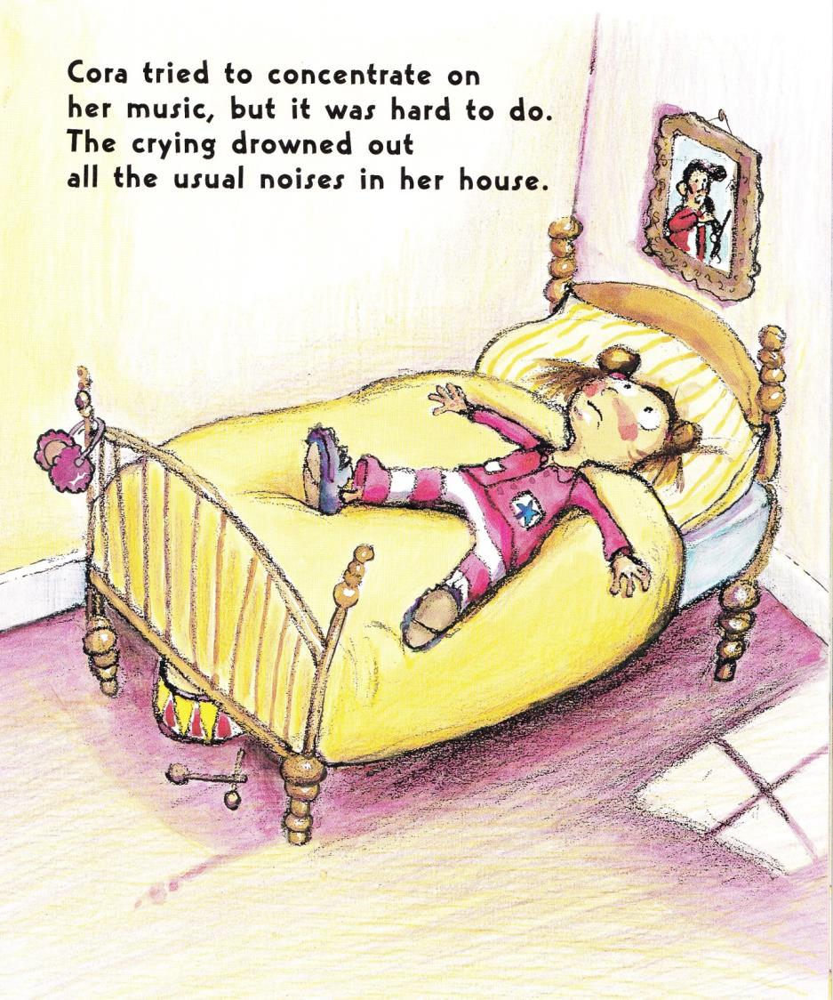 Cora tried to concentrate on
her music, but it was hard to do.
The crying drowned out
all the usual noises in her house.